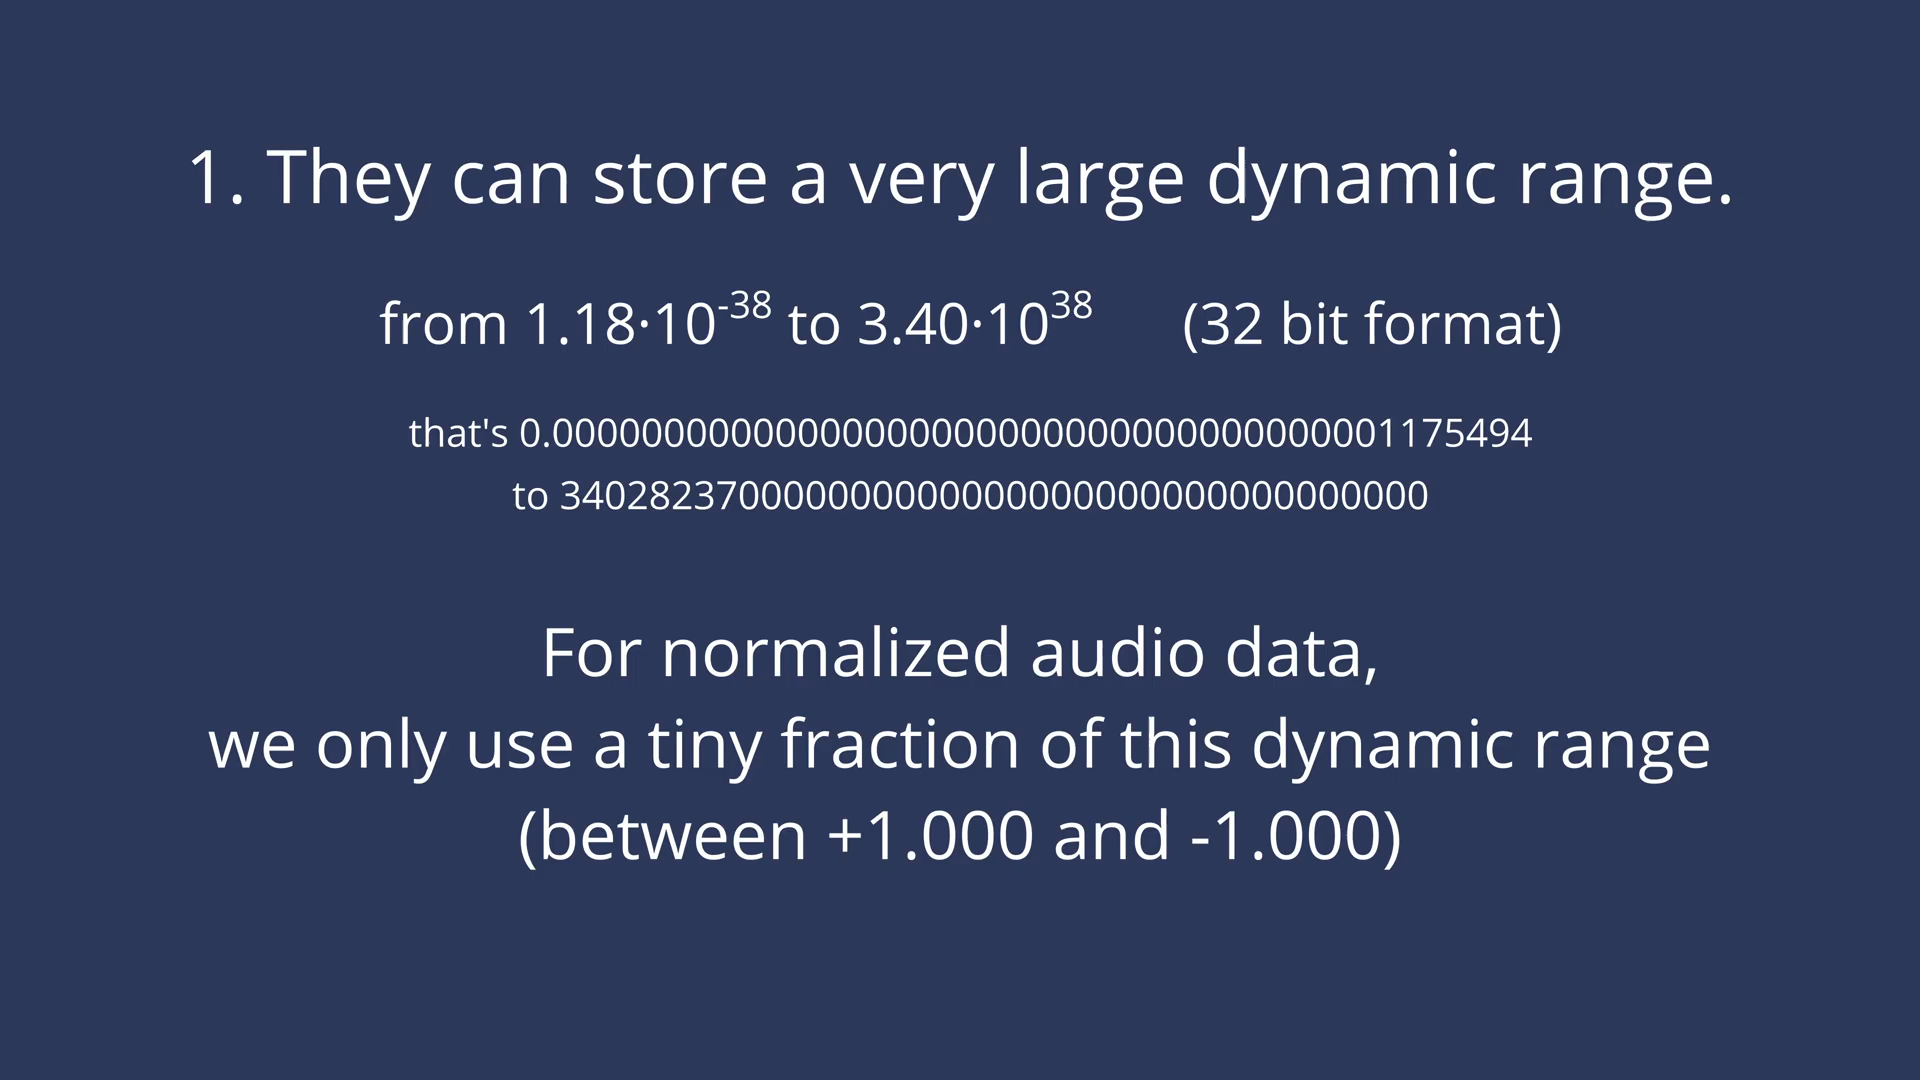 1. They can store a very large dynamic range.
from 1.18·10⁻³⁸ to 3.40·10³⁸ (32 bit format)
that's 0.00000000000000000000000000000000000001175494
to 340282370000000000000000000000000000000
For normalized audio data,
we only use a tiny fraction of this dynamic range
(between +1.000 and -1.000)